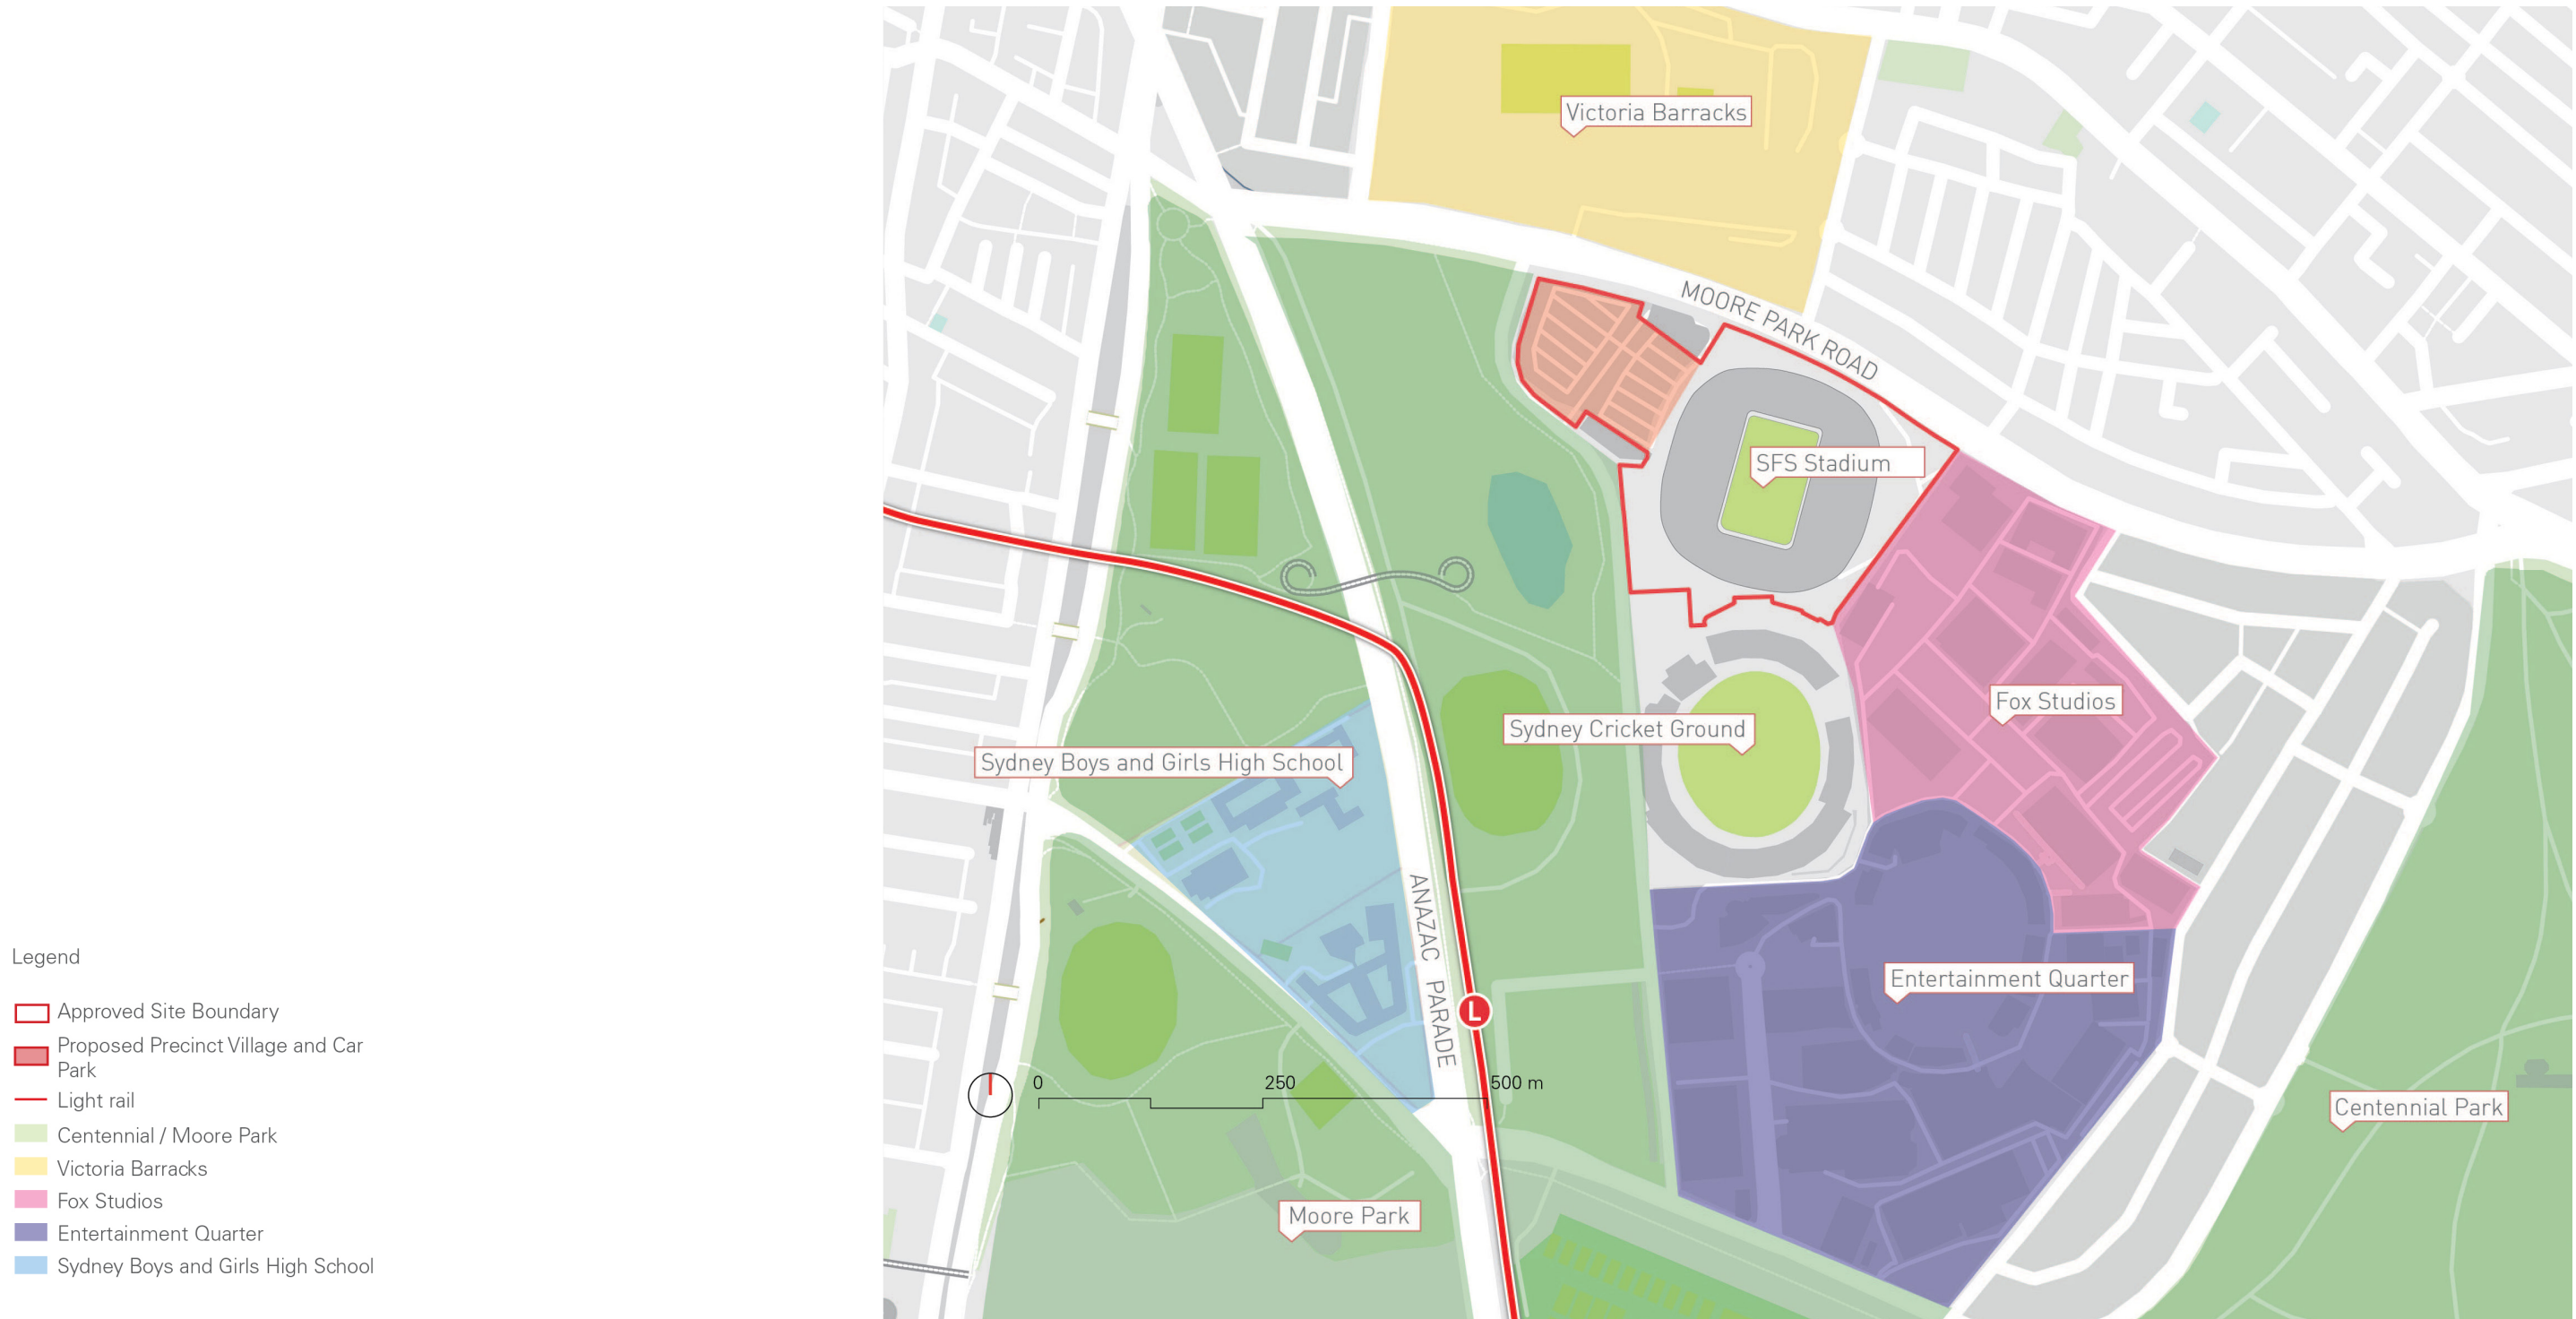 Victoria Barracks
MOORE PARK ROAD
SFS Stadium
Fox Studios
Sydney Cricket Ground
Sydney Boys and Girls High School
ANAZAC PARADE
Entertainment Quarter
L
0 250 500 m
Centennial Park
Moore Park
Legend
Approved Site Boundary
Proposed Precinct Village and Car
Park
Light rail
Centennial / Moore Park
Victoria Barracks
Fox Studios
Entertainment Quarter
Sydney Boys and Girls High School